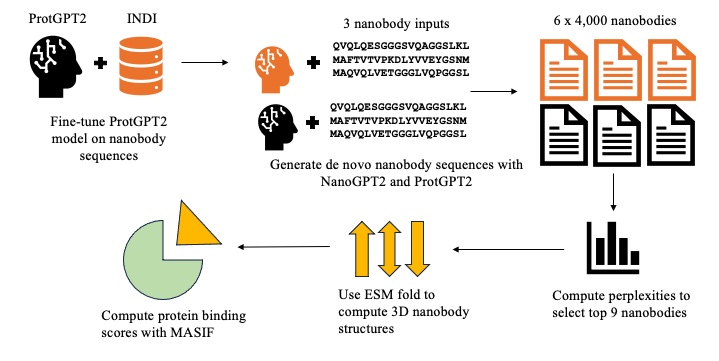 ProtGPT2
INDI
Fine-tune ProtGPT2
model on nanobody
sequences
3 nanobody inputs
QVQLQESGGGSVQAGGSLKL
MAFTVTVPKDLYVVEYGSNM
MAQVQLVETGGGLVQPGGSL
QVQLQESGGGSVQAGGSLKL
MAFTVTVPKDLYVVEYGSNM
MAQVQLVETGGGLVQPGGSL
Generate de novo nanobody sequences with
NanoGPT2 and ProtGPT2
6 x 4,000 nanobodies
Compute perplexities to
select top 9 nanobodies
Use ESM fold to
compute 3D nanobody
structures
Compute protein binding
scores with MASIF